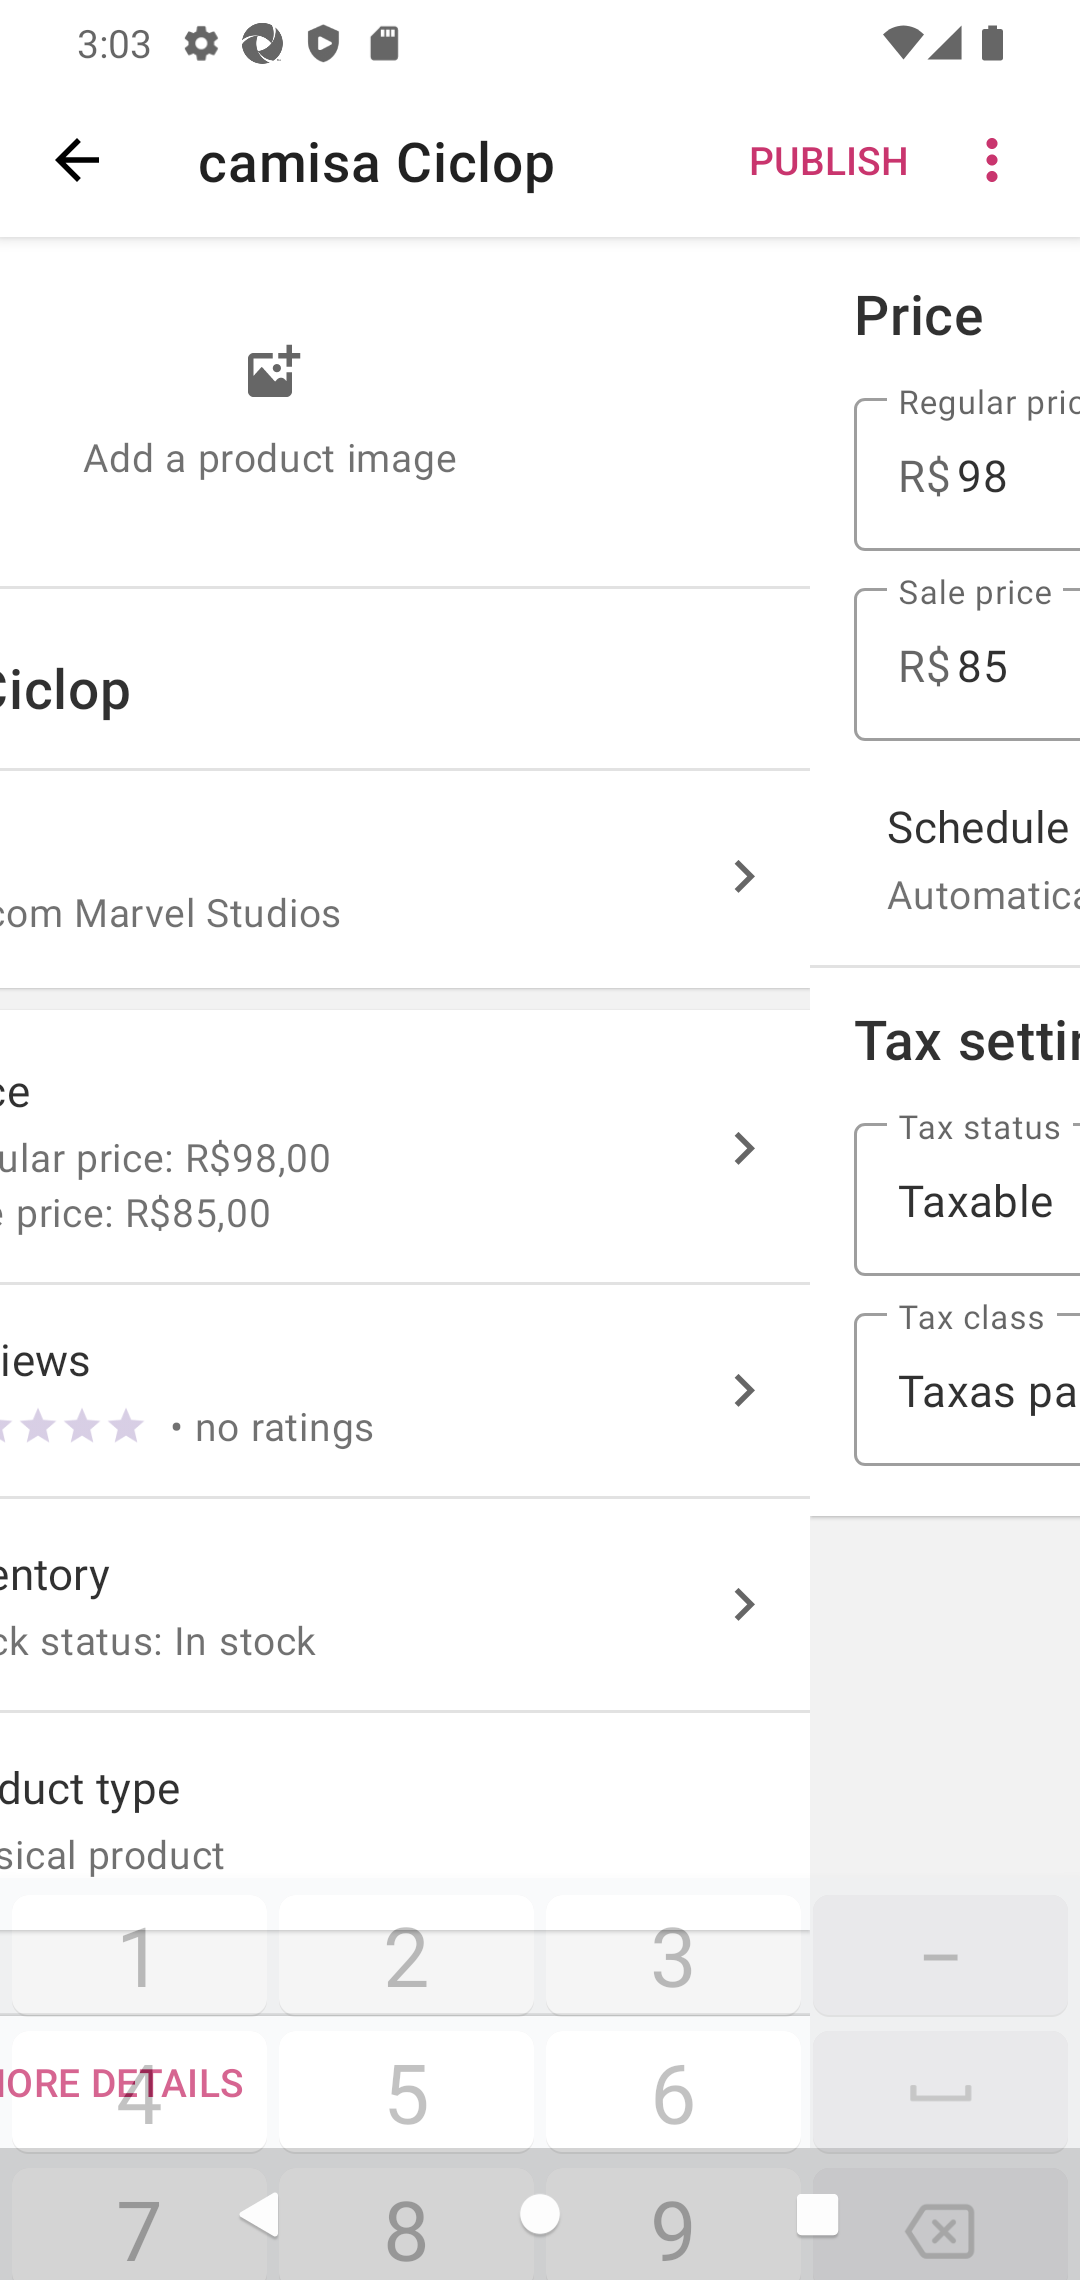 3:03
camisa Ciclop
PUBLISH
Add a product image
Ciclop
com Marvel Studios
ce
ular price: R$98,00
e price: R$85,00
iews
• no ratings
entory
ck status: In stock
duct type
sical product
ORE DETAILS
Price
Regular pric
R$ 98
Sale price
R$ 85
Schedule
Automatica
Tax settin
Tax status
Taxable
Tax class
Taxas pa
1 2 3 –
4 5 6
7 8 9